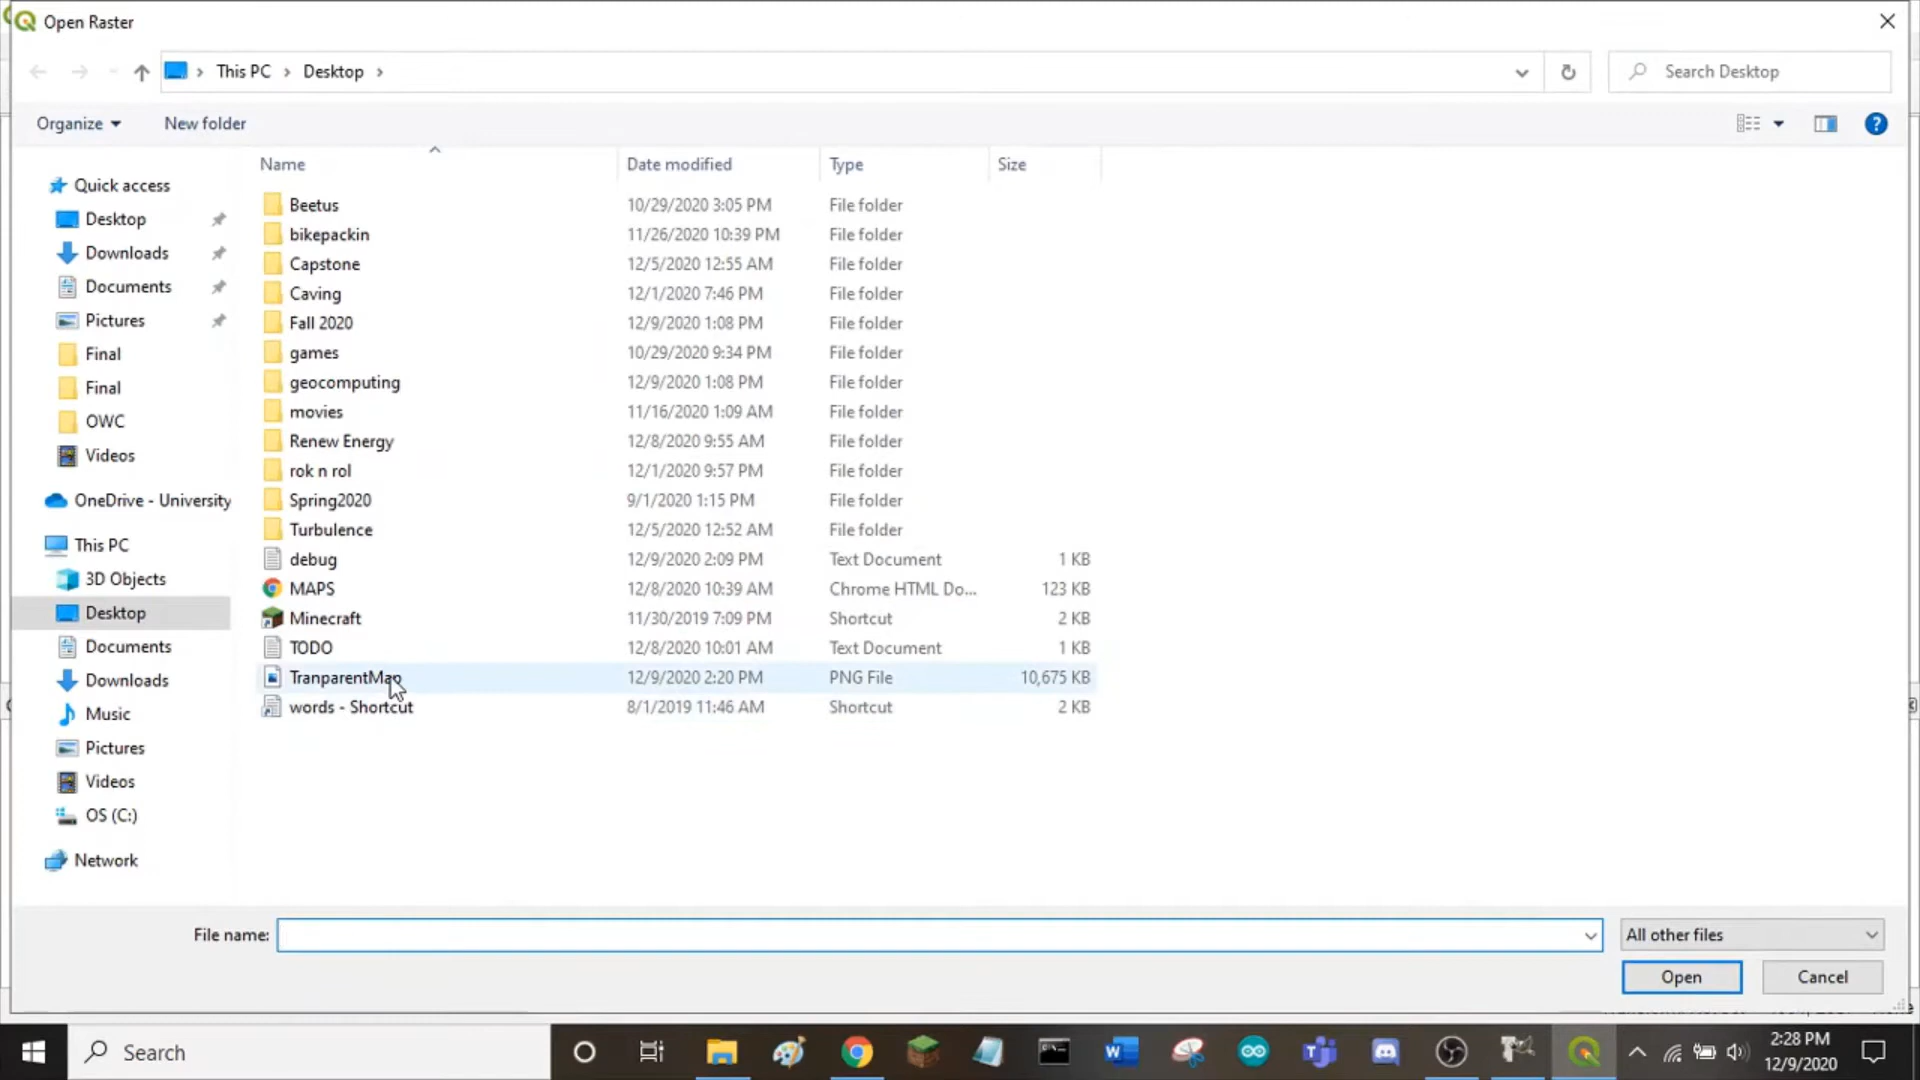 Open Raster
This PC Desktop
Search Desktop
Organize New folder
Name Date modified Type Size
Quick access
Desktop
Downloads
Documents
Pictures
Final
Final
OWC
Videos
OneDrive - University
This PC
3D Objects
Desktop
Documents
Downloads
Music
Pictures
Videos
OS (C:)
Network
Beetus 10/29/2020 3:05 PM File folder
bikepackin 11/26/2020 10:39 PM File folder
Capstone 12/5/2020 12:55 AM File folder
Caving 12/1/2020 7:46 PM File folder
Fall 2020 12/9/2020 1:08 PM File folder
games 10/29/2020 9:34 PM File folder
geocomputing 12/9/2020 1:08 PM File folder
movies 11/16/2020 1:09 AM File folder
Renew Energy 12/8/2020 9:55 AM File folder
rok n rol 12/1/2020 9:57 PM File folder
Spring2020 9/1/2020 1:15 PM File folder
Turbulence 12/5/2020 12:52 AM File folder
debug 12/9/2020 2:09 PM Text Document 1 KB
MAPS 12/8/2020 10:39 AM Chrome HTML Do... 123 KB
Minecraft 11/30/2019 7:09 PM Shortcut 2 KB
TODO 12/8/2020 10:01 AM Text Document 1 KB
TranparentMap 12/9/2020 2:20 PM PNG File 10,675 KB
words - Shortcut 8/1/2019 11:46 AM Shortcut 2 KB
File name: All other files
Open Cancel
Search
2:28 PM
12/9/2020